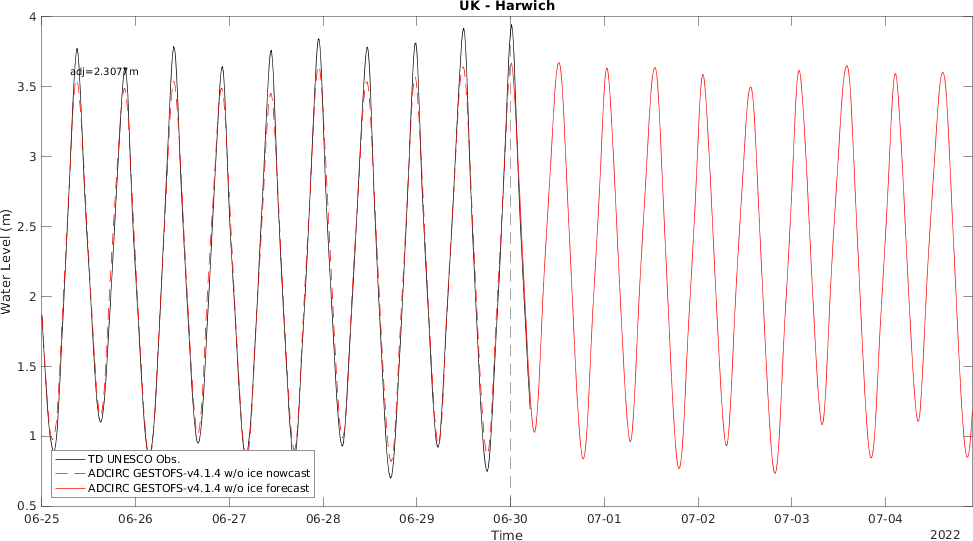 UK - Harwich
adj=2.3077m
4
3.5
3
2.5
2
1.5
1
0.5
Water Level (m)
TD UNESCO Obs.
ADCIRC GESTOFS-v4.1.4 w/o ice nowcast
ADCIRC GESTOFS-v4.1.4 w/o ice forecast
06-25 06-26 06-27 06-28 06-29 06-30 07-01 07-02 07-03 07-04
Time
2022